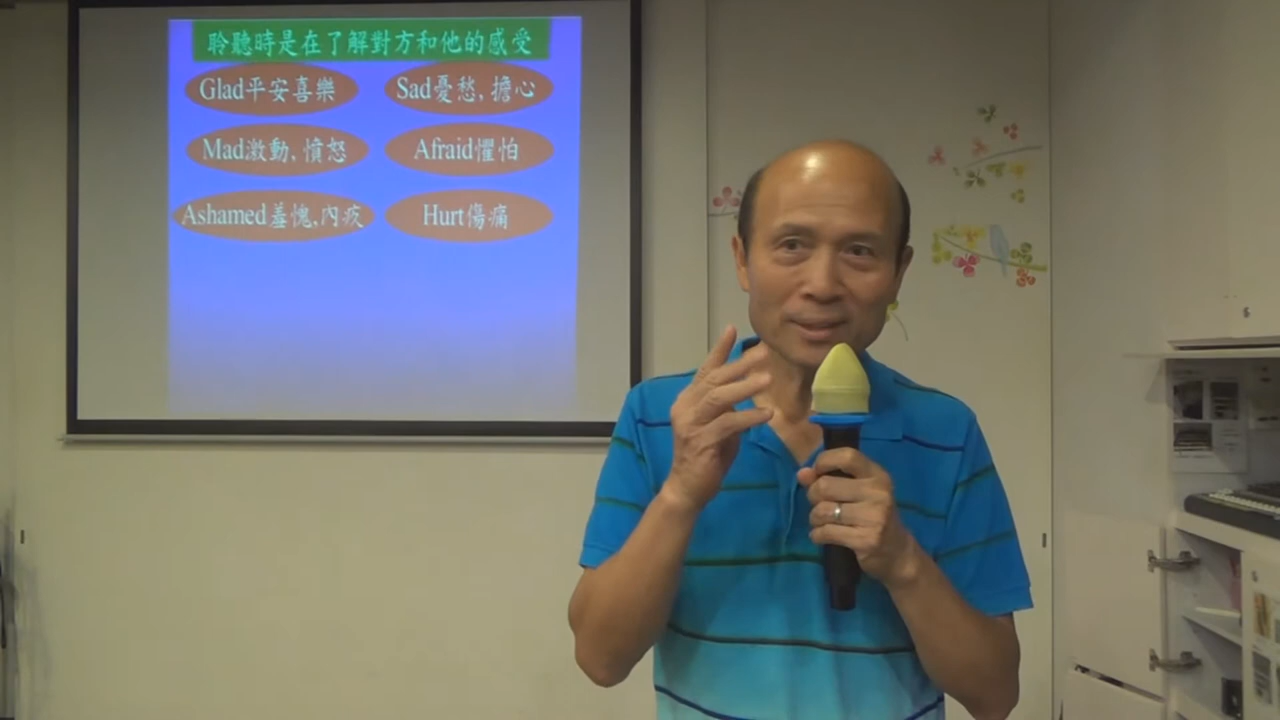 聆聽時是在了解對方和他的感受
Glad平安喜樂
Sad憂愁, 擔心
Mad激動, 憤怒
Afraid懼怕
Ashamed羞愧,內疚
Hurt傷痛